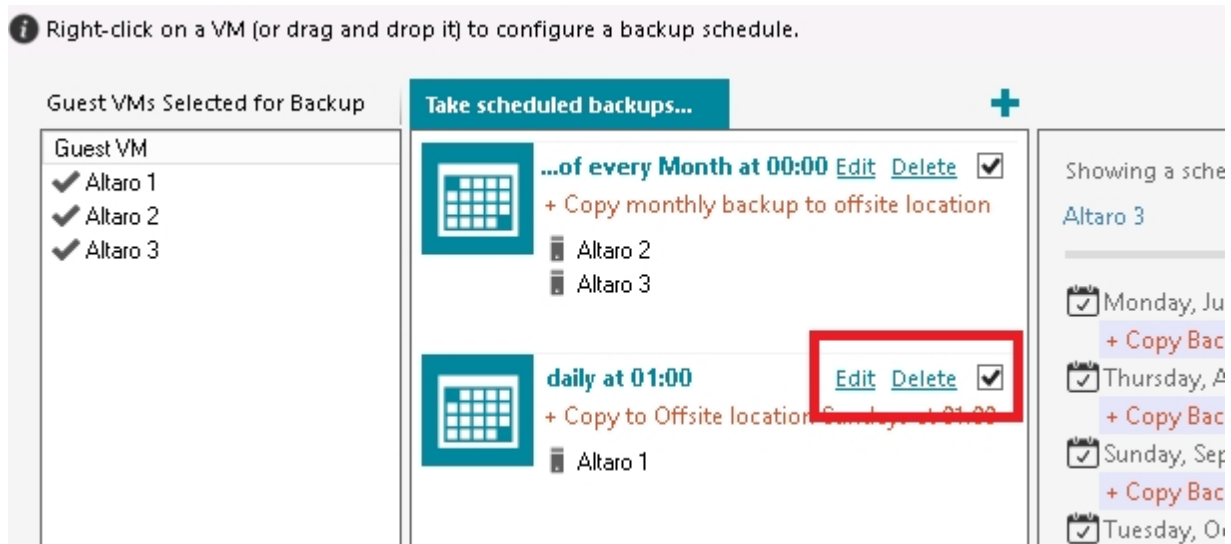 Right-click on a VM (or drag and drop it) to configure a backup schedule.
Guest VMs Selected for Backup
Guest VM
Altaro 1
Altaro 2
Altaro 3
Take scheduled backups...
...of every Month at 00:00 Edit Delete
+ Copy monthly backup to offsite location
Altaro 2
Altaro 3
daily at 01:00 Edit Delete
+ Copy to Offsite location Sundays at 01:00
Altaro 1
Showing a sche
Altaro 3
Monday, Ju
+ Copy Bac
Thursday, A
+ Copy Bac
Sunday, Sep
+ Copy Bac
Tuesday, Oc